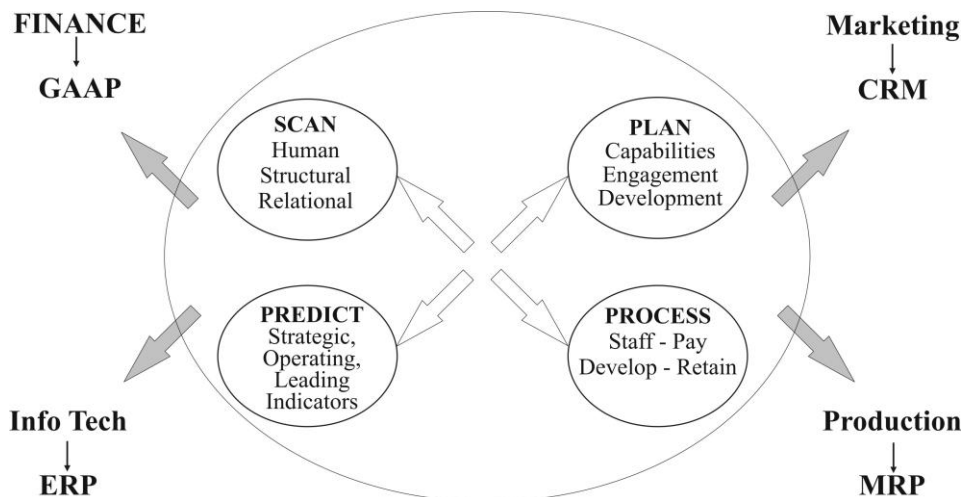 FINANCE
GAAP
Marketing
CRM
SCAN
Human
Structural
Relational
PLAN
Capabilities
Engagement
Development
PREDICT
Strategic,
Operating,
Leading
Indicators
PROCESS
Staff - Pay
Develop - Retain
Info Tech
ERP
Production
MRP